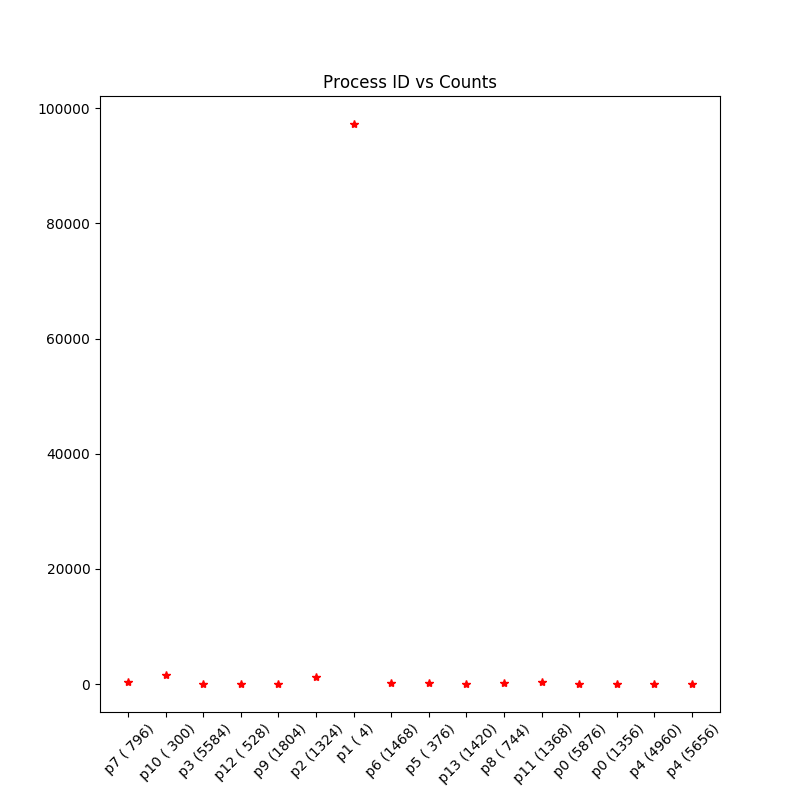 Process ID vs Counts
100000
80000
60000
40000
20000
0
p7 ( 796)
p10 ( 300)
p3 (5584)
p12 ( 528)
p9 (1804)
p2 (1324)
p1 ( 4)
p6 (1468)
p5 ( 376)
p13 (1420)
p8 ( 744)
p11 (1368)
p0 (5876)
p0 (1356)
p4 (4960)
p4 (5656)